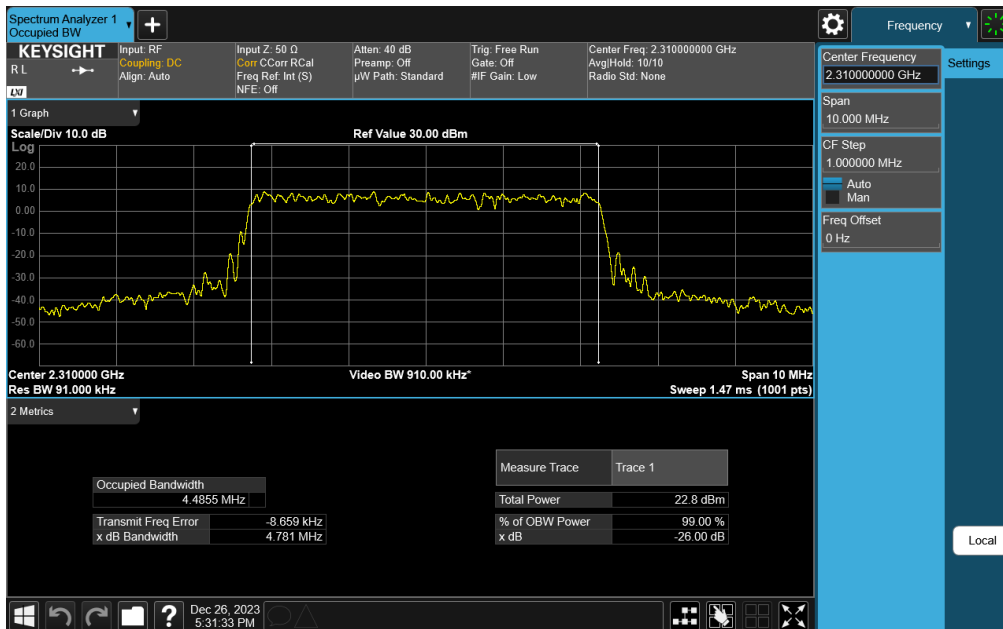 Spectrum Analyzer 1
Occupied BW
+
Frequency
KEYSIGHT
R L
LXI
Input: RF
Coupling: DC
Align: Auto
Input Z: 50 Ω
Corr CCorr RCal
Freq Ref: Int (S)
NFE: Off
Atten: 40 dB
Preamp: Off
µW Path: Standard
Trig: Free Run
Gate: Off
#IF Gain: Low
Center Freq: 2.310000000 GHz
Avg|Hold: 10/10
Radio Std: None
Center Frequency
2.310000000 GHz
Settings
Span
10.000 MHz
CF Step
1.000000 MHz
Auto
Man
Freq Offset
0 Hz
Local
1 Graph
Scale/Div 10.0 dB
Ref Value 30.00 dBm
Log
20.0
10.0
0.00
-10.0
-20.0
-30.0
-40.0
-50.0
-60.0
Center 2.310000 GHz
Video BW 910.00 kHz*
Span 10 MHz
Res BW 91.000 kHz
Sweep 1.47 ms (1001 pts)
2 Metrics
Occupied Bandwidth
4.4855 MHz
Transmit Freq Error -8.659 kHz
x dB Bandwidth 4.781 MHz
Measure Trace Trace 1
Total Power 22.8 dBm
% of OBW Power 99.00 %
x dB -26.00 dB
?
Dec 26, 2023
5:31:33 PM